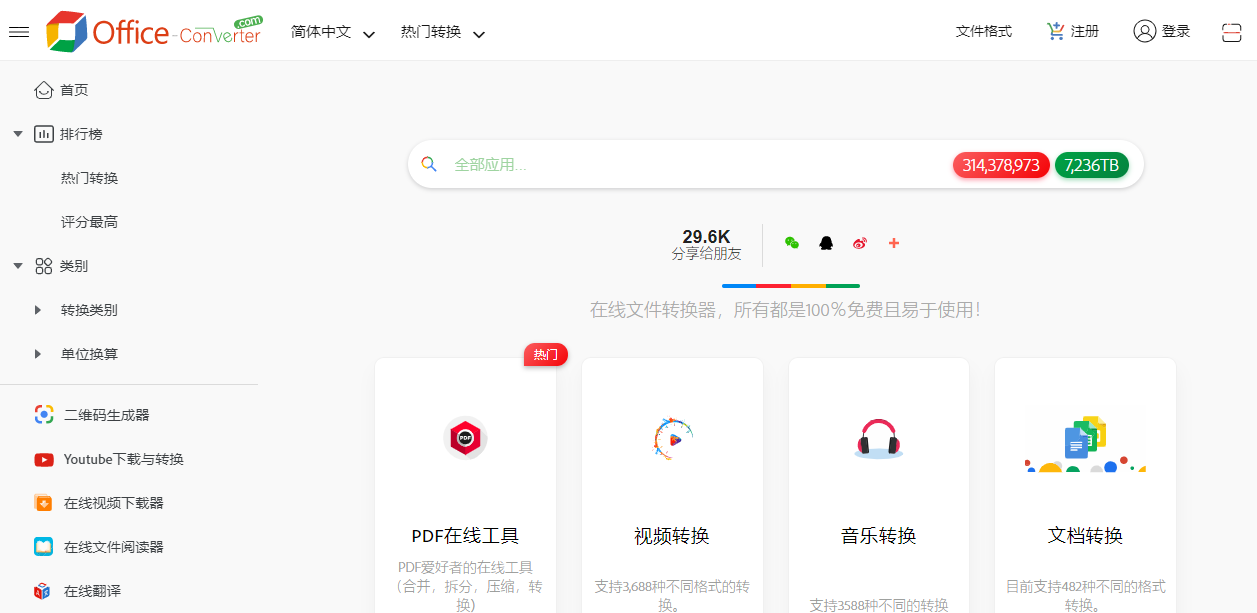 Office-Converter.com
简体中文
热门转换
文件格式
注册
登录
首页
排行榜
热门转换
评分最高
类别
转换类别
单位换算
二维码生成器
Youtube下载与转换
在线视频下载器
在线文件阅读器
在线翻译
全部应用...
314,378,973
7,236TB
29.6K
分享给朋友
在线文件转换器，所有都是100%免费且易于使用！
热门
PDF
PDF在线工具
PDF爱好者的在线工具
（合并，拆分，压缩，转
换）
视频转换
支持3,688种不同格式的转
换。
音乐转换
支持3588种不同的转换
文档转换
目前支持482种不同的格式
转换。